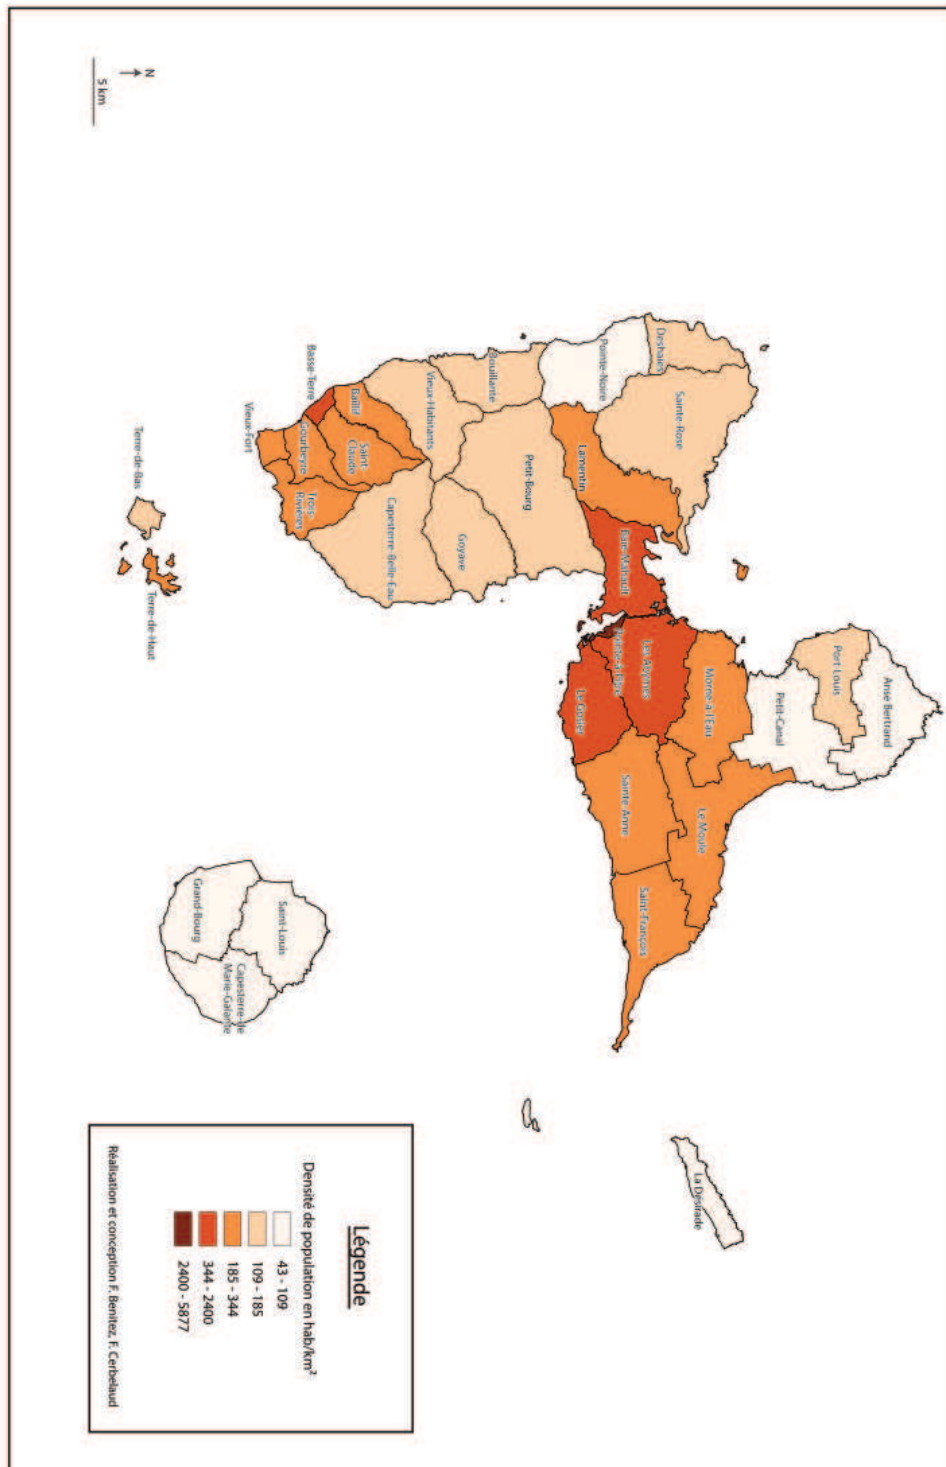 Anse Bertrand
Port-Louis
Petit-Canal
Morne-à-l'Eau
Le Moule
Les Abymes
Pointe-à-Pitre
Le Gosier
Sainte-Anne
Saint-François
La Désirade
Deshaies
Sainte-Rose
Pointe-Noire
Lamentin
Baie-Mahault
Bouillante
Petit-Bourg
Vieux-Habitants
Goyave
Capesterre-Belle-Eau
Baillif
Saint-
Claude
Basse-Terre
Gourbeyre
Trois-
Rivières
Vieux-Fort
Terre-de-Bas
Terre-de-Haut
Saint-Louis
Grand-Bourg
Capesterre-de
Marie-Galante
N
5 km
Légende
Densité de population en hab/km²
43 - 109
109 - 185
185 - 344
344 - 2400
2400 - 5877
Réalisation et conception F. Benitez, F. Cerbelaud